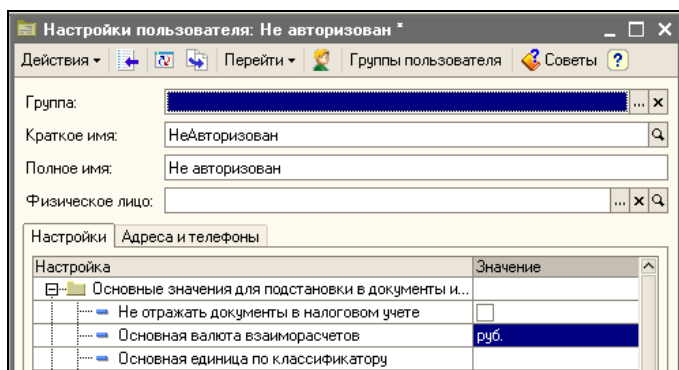 Настройки пользователя: Не авторизован *
Действия Перейти Группы пользователя Советы ?
Группа: ... x
Краткое имя: НеАвторизован
Полное имя: Не авторизован
Физическое лицо: ... x
Настройки Адреса и телефоны
Настройка Значение
Основные значения для подстановки в документы и...
Не отражать документы в налоговом учете
Основная валюта взаиморасчетов руб.
Основная единица по классификатору